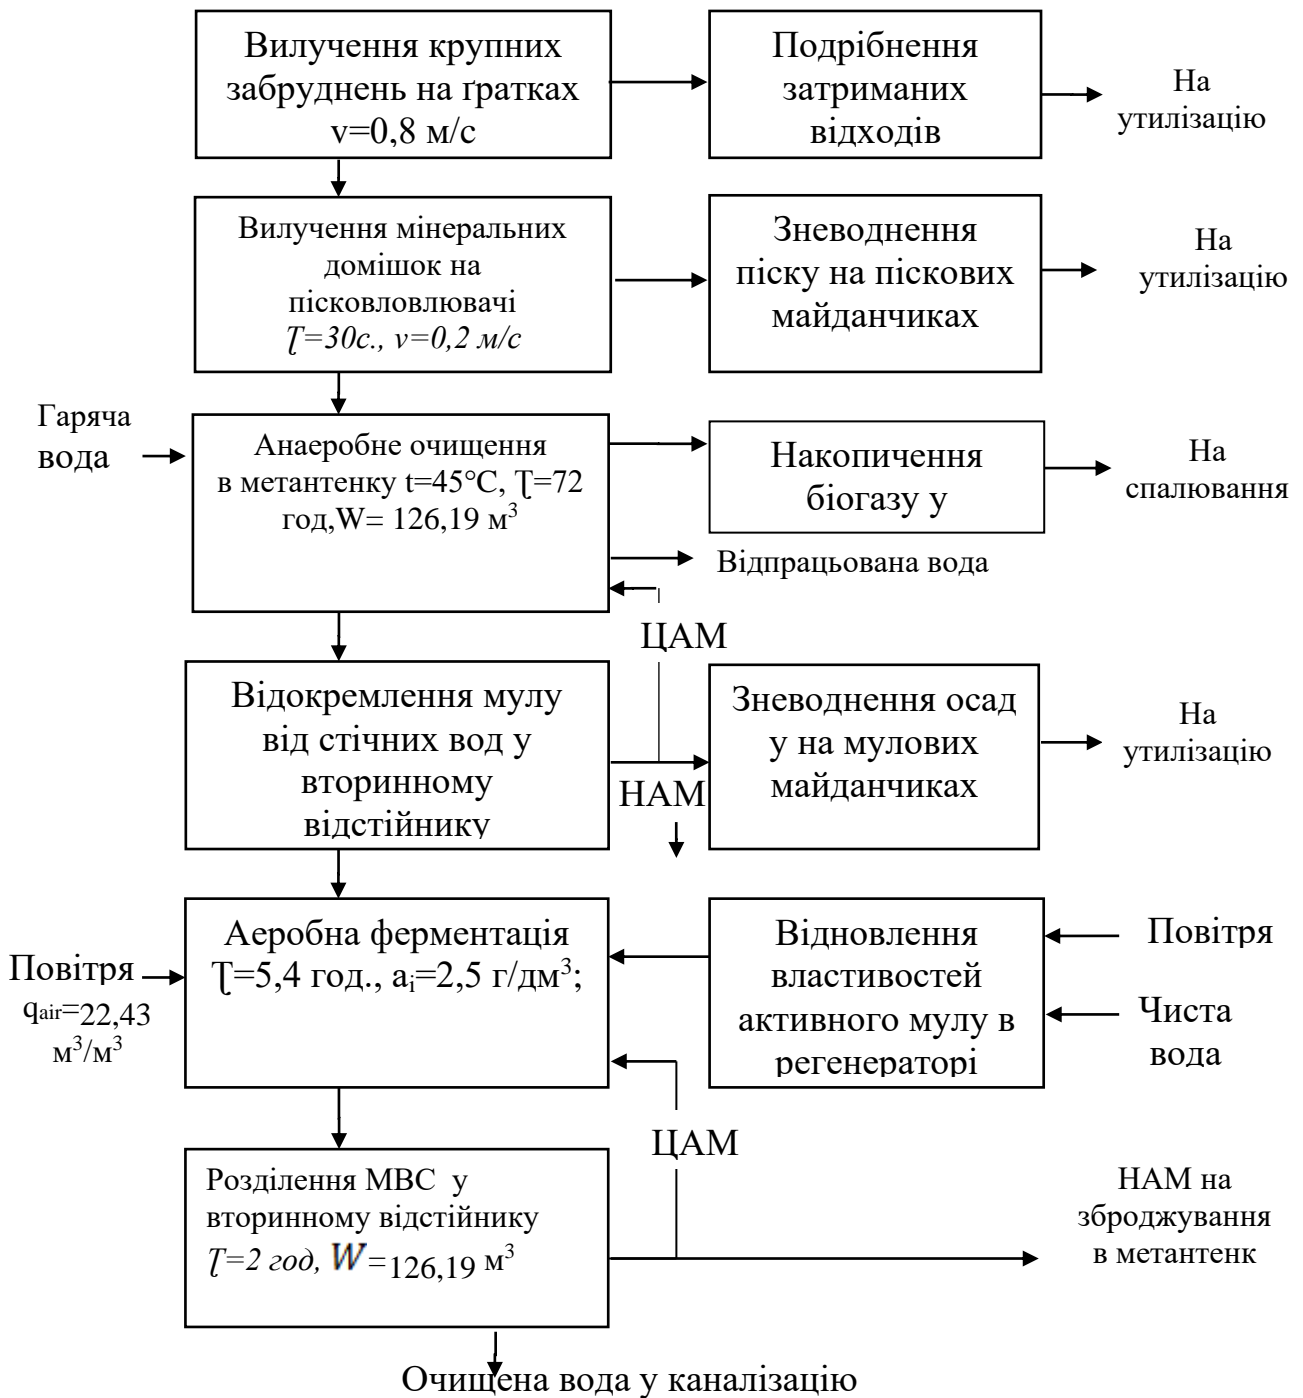 Вилучення крупних
забруднень на ґратках
v=0,8 м/с
Подрібнення
затриманих
відходів
На
утилізацію
Вилучення мінеральних
домішок на
пісковловлювачі
Ʈ=30с., v=0,2 м/с
Зневоднення
піску на піскових
майданчиках
На
утилізацію
Гаряча
вода
Анаеробне очищення
в метантенку t=45°C, Ʈ=72
год,W= 126,19 м³
Накопичення
біогазу у
На
спалювання
Відпрацьована вода
ЦАМ
Відокремлення мулу
від стічних вод у
вторинному
відстійнику
НАМ
Зневоднення осад
у на мулових
майданчиках
На
утилізацію
Повітря
qair=22,43
м³/м³
Аеробна ферментація
Ʈ=5,4 год., aᵢ=2,5 г/дм³;
Відновлення
властивостей
активного мулу в
регенераторі
Повітря
Чиста
вода
ЦАМ
Розділення МВС у
вторинному відстійнику
Ʈ=2 год, W=126,19 м³
НАМ на
зброджування
в метантенк
Очищена вода у каналізацію